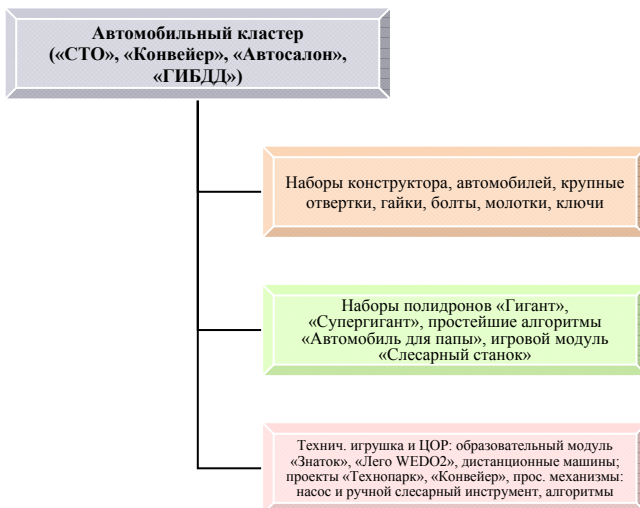 Автомобильный кластер
(«СТО», «Конвейер», «Автосалон»,
«ГИБДД»)
Наборы конструктора, автомобилей, крупные
отвертки, гайки, болты, молотки, ключи
Наборы полидронов «Гигант»,
«Супергигант», простейшие алгоритмы
«Автомобиль для папы», игровой модуль
«Слесарный станок»
Технич. игрушка и ЦОР: образовательный модуль
«Знаток», «Лего WEDO2», дистанционные машины;
проекты «Технопарк», «Конвейер», прос. механизмы:
насос и ручной слесарный инструмент, алгоритмы